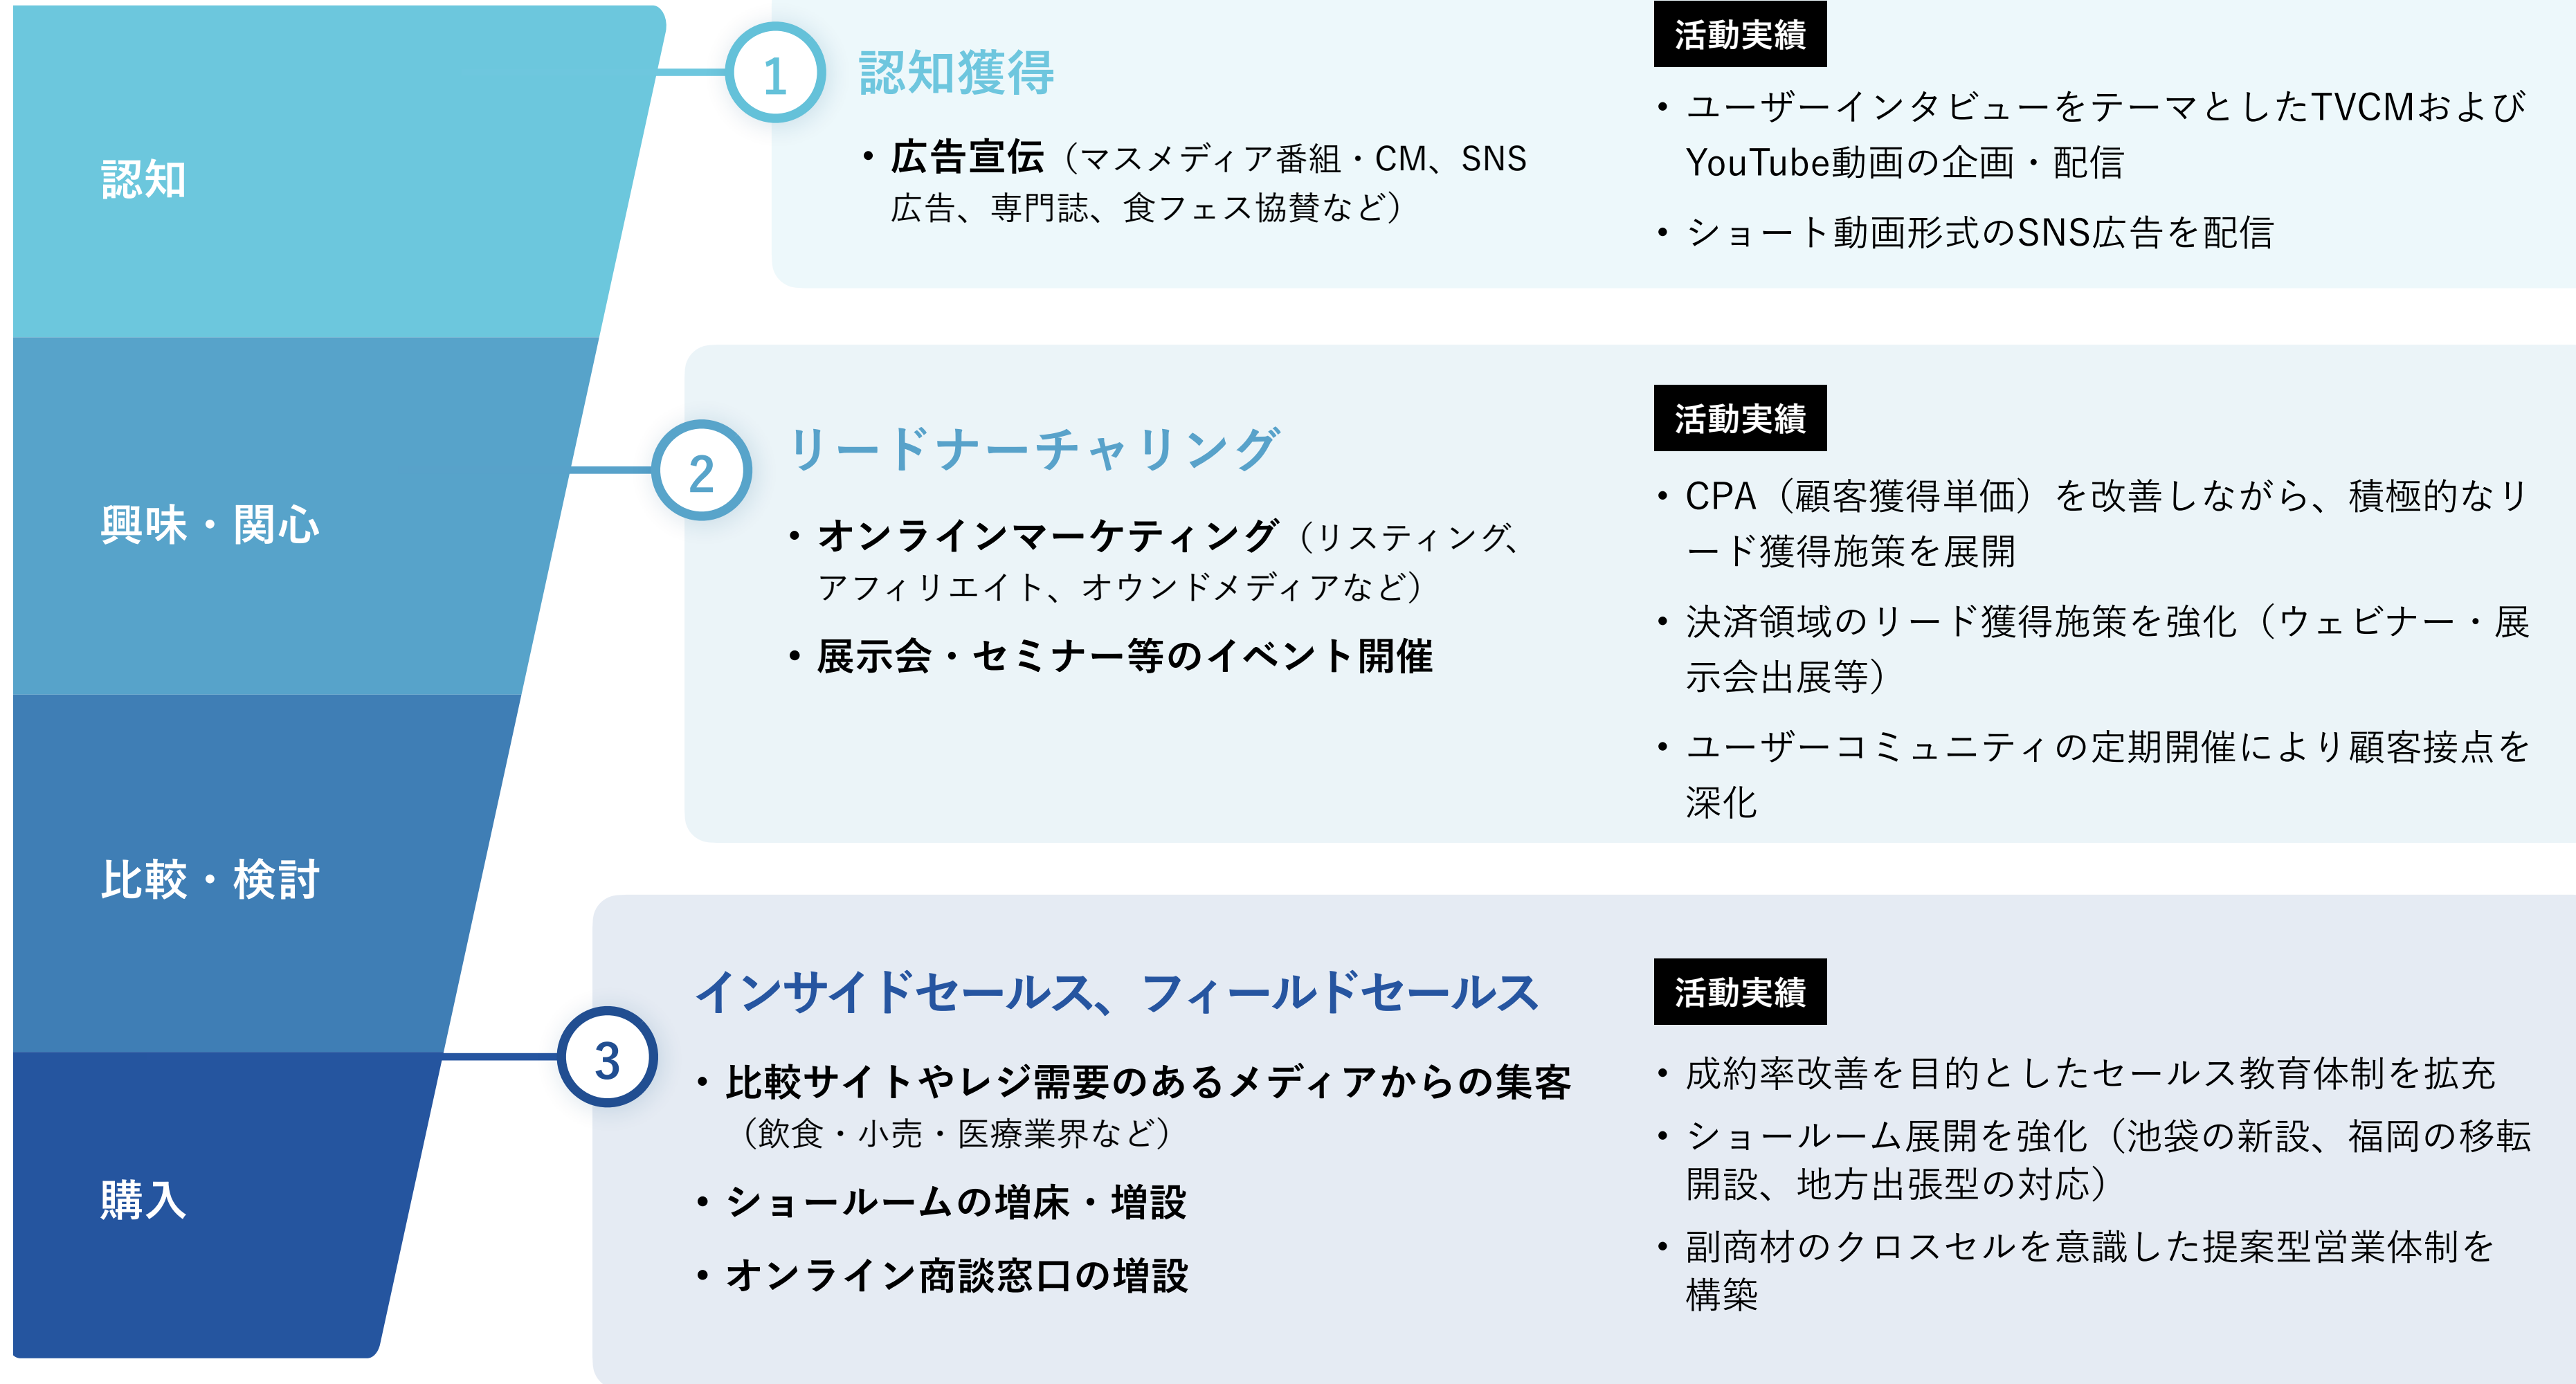 認知
1
認知獲得
・広告宣伝（マスメディア番組・CM、SNS
広告、専門誌、食フェス協賛など）
活動実績
・ユーザーインタビューをテーマとしたTVCMおよび
YouTube動画の企画・配信
・ショート動画形式のSNS広告を配信
興味・関心
2
リードナーチャリング
・オンラインマーケティング（リスティング、
アフィリエイト、オウンドメディアなど）
・展示会・セミナー等のイベント開催
活動実績
・CPA（顧客獲得単価）を改善しながら、積極的なリ
ード獲得施策を展開
・決済領域のリード獲得施策を強化（ウェビナー・展
示会出展等）
・ユーザーコミュニティの定期開催により顧客接点を
深化
比較・検討
購入
3
インサイドセールス、フィールドセールス
・比較サイトやレジ需要のあるメディアからの集客
（飲食・小売・医療業界など）
・ショールームの増床・増設
・オンライン商談窓口の増設
活動実績
・成約率改善を目的としたセールス教育体制を拡充
・ショールーム展開を強化（池袋の新設、福岡の移転
開設、地方出張型の対応）
・副商材のクロスセルを意識した提案型営業体制を
構築